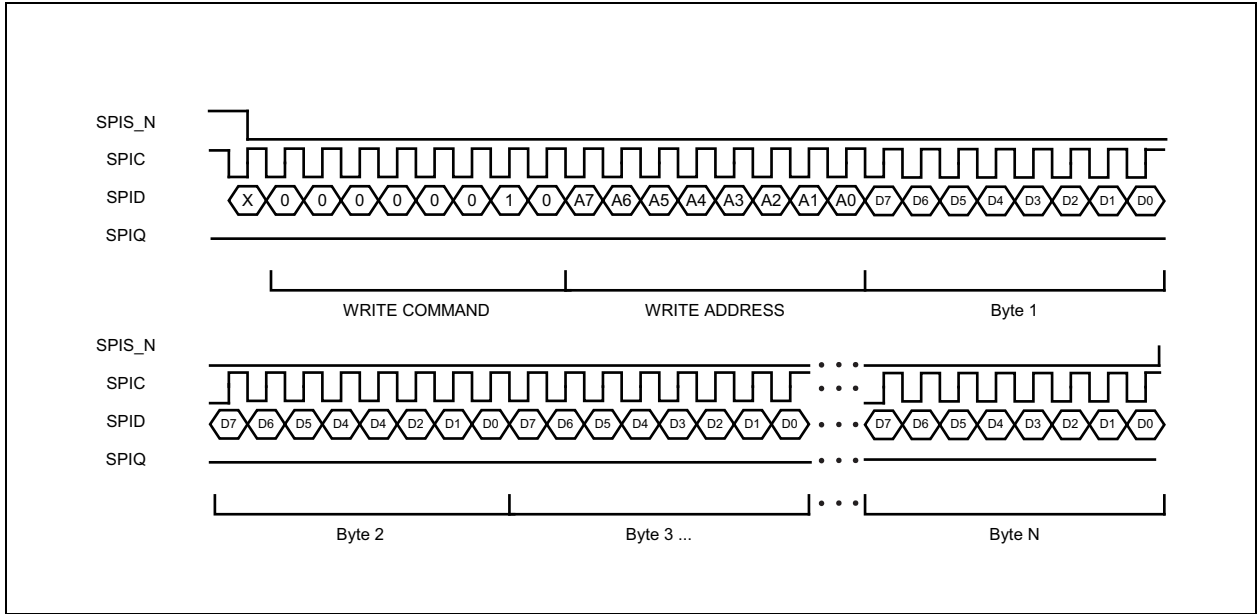 SPIS_N
SPIC
SPID X 0 0 0 0 0 0 1 0 A7 A6 A5 A4 A3 A2 A1 A0 D7 D6 D5 D4 D3 D2 D1 D0
SPIQ
WRITE COMMAND WRITE ADDRESS Byte 1
SPIS_N
SPIC
SPID D7 D6 D5 D4 D4 D2 D1 D0 D7 D6 D5 D4 D3 D2 D1 D0 D7 D6 D5 D4 D3 D2 D1 D0
SPIQ
Byte 2 Byte 3 ... Byte N